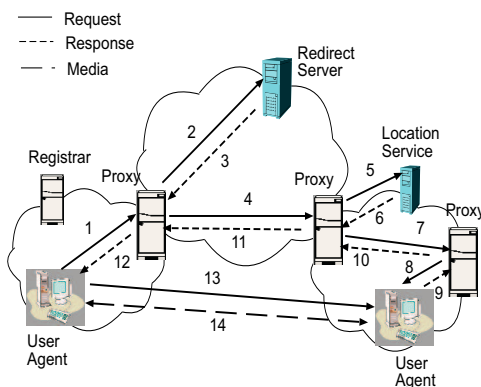 Request
Response
Media
Redirect
Server
Registrar
Proxy
Location
Service
Proxy
Proxy
1
2
3
4
5
6
7
8
9
10
11
12
13
14
User
Agent
User
Agent